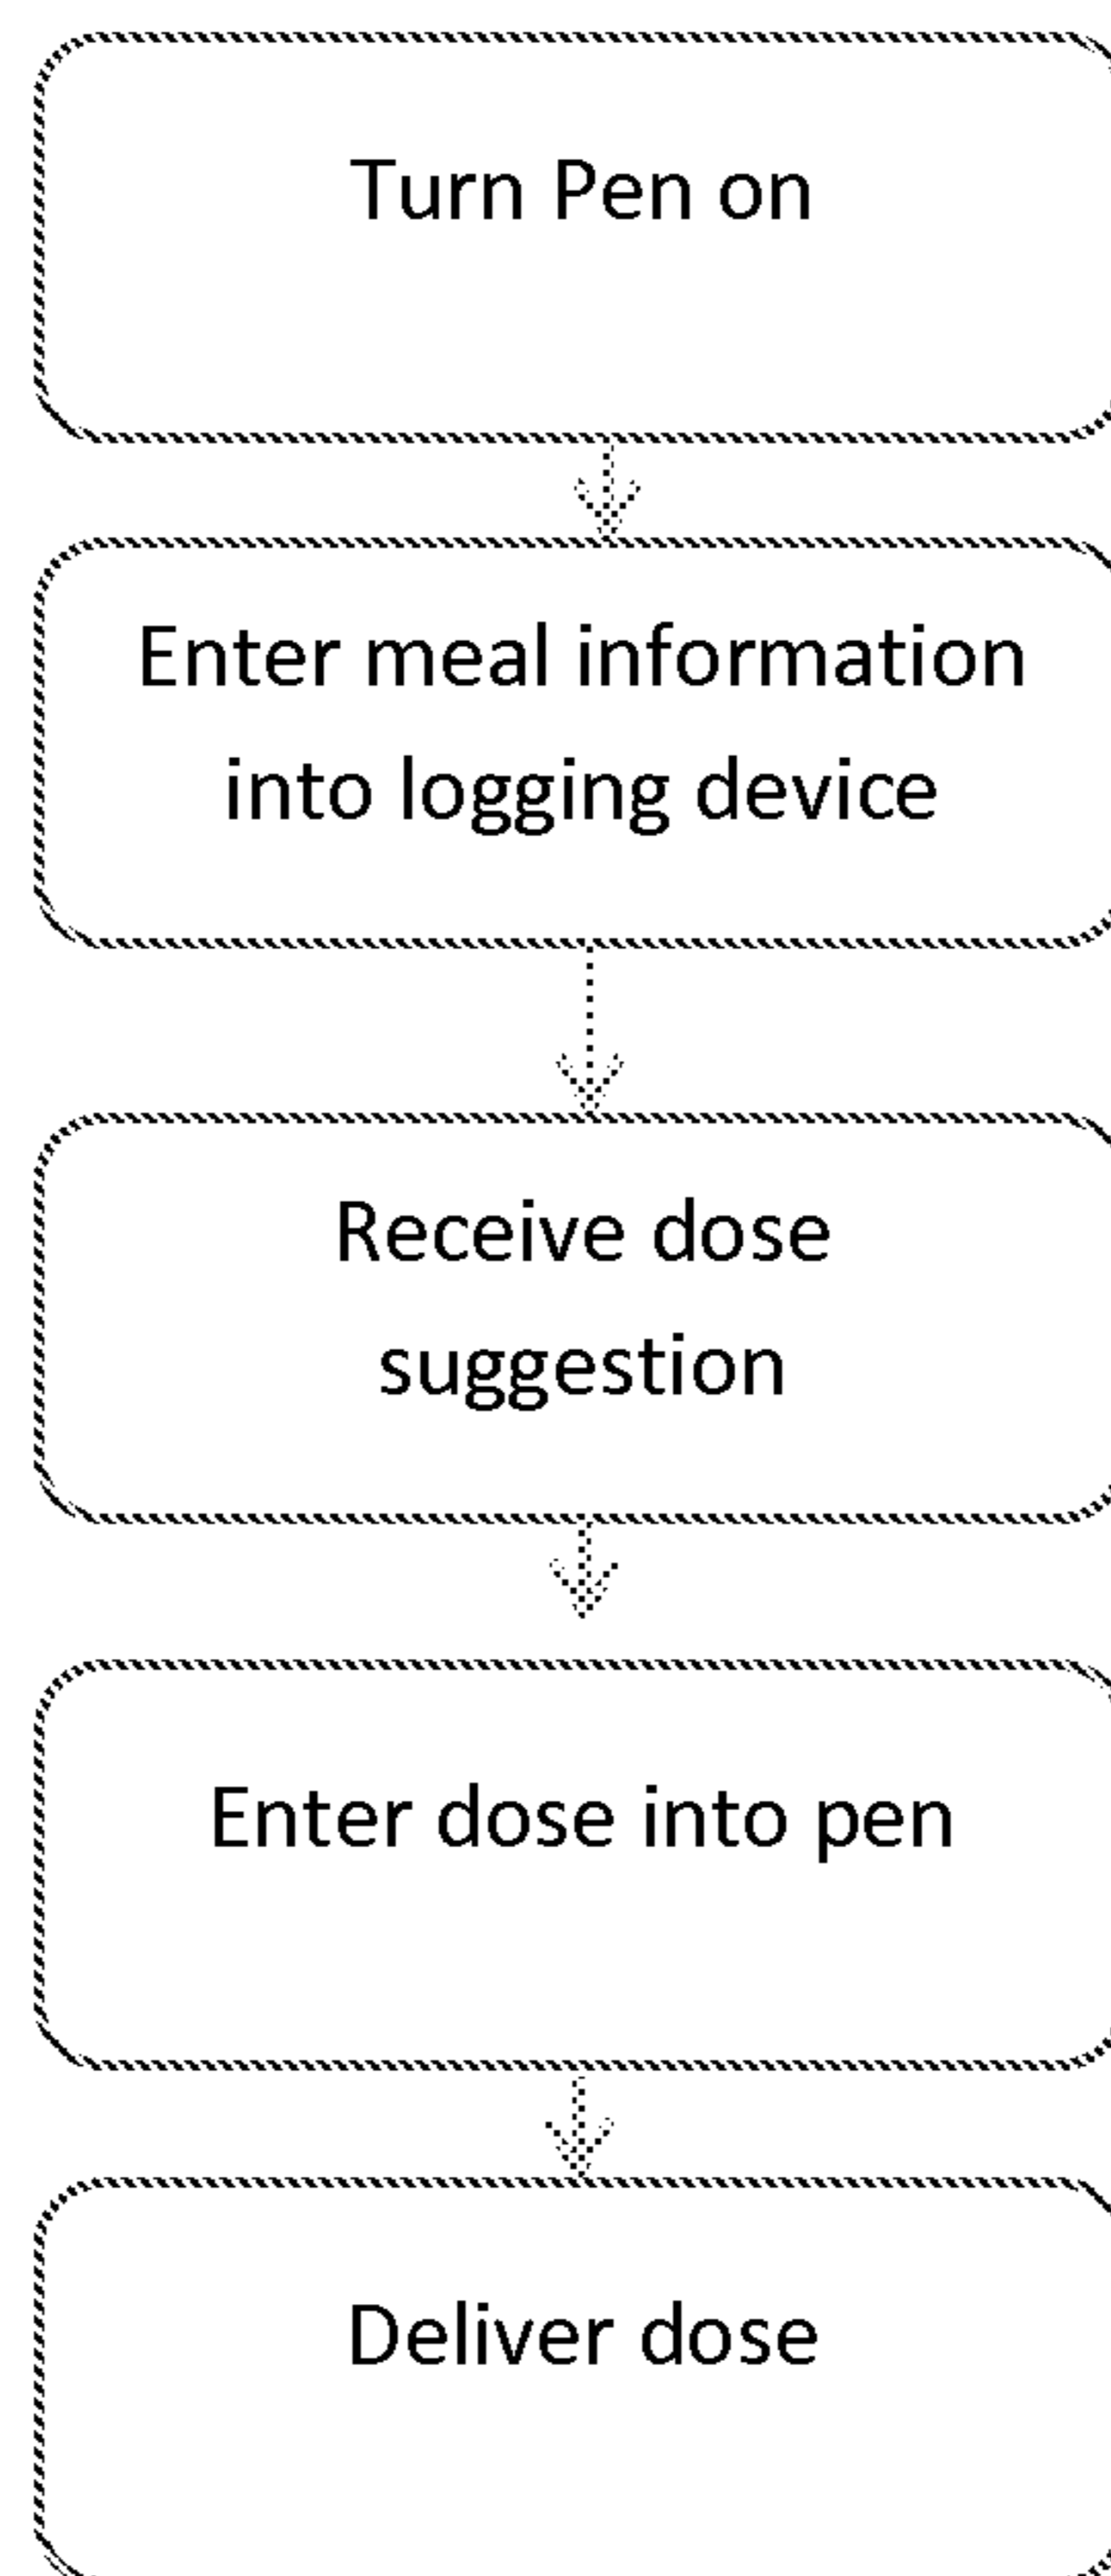 Turn Pen on
Enter meal information
into logging device
Receive dose
suggestion
Enter dose into pen
Deliver dose